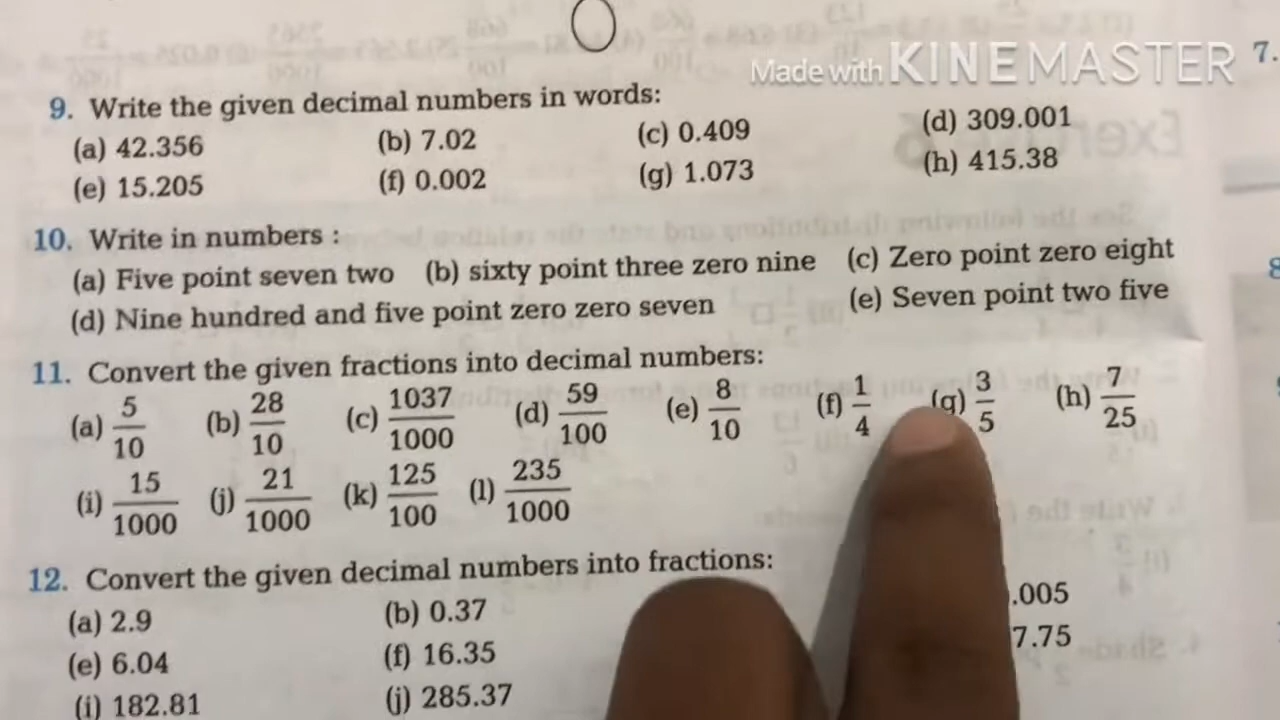 Made with KINEMASTER
7.
9. Write the given decimal numbers in words:
(a) 42.356 (b) 7.02 (c) 0.409 (d) 309.001
(e) 15.205 (f) 0.002 (g) 1.073 (h) 415.38
10. Write in numbers :
(a) Five point seven two (b) sixty point three zero nine (c) Zero point zero eight
(d) Nine hundred and five point zero zero seven (e) Seven point two five
8
11. Convert the given fractions into decimal numbers:
(a) 5/10 (b) 28/10 (c) 1037/1000 (d) 59/100 (e) 8/10 (f) 1/4 (g) 3/5 (h) 7/25
(i) 15/1000 (j) 21/1000 (k) 125/100 (l) 235/1000
12. Convert the given decimal numbers into fractions:
(a) 2.9 (b) 0.37 .005
(e) 6.04 (f) 16.35 7.75
(i) 182.81 (j) 285.37